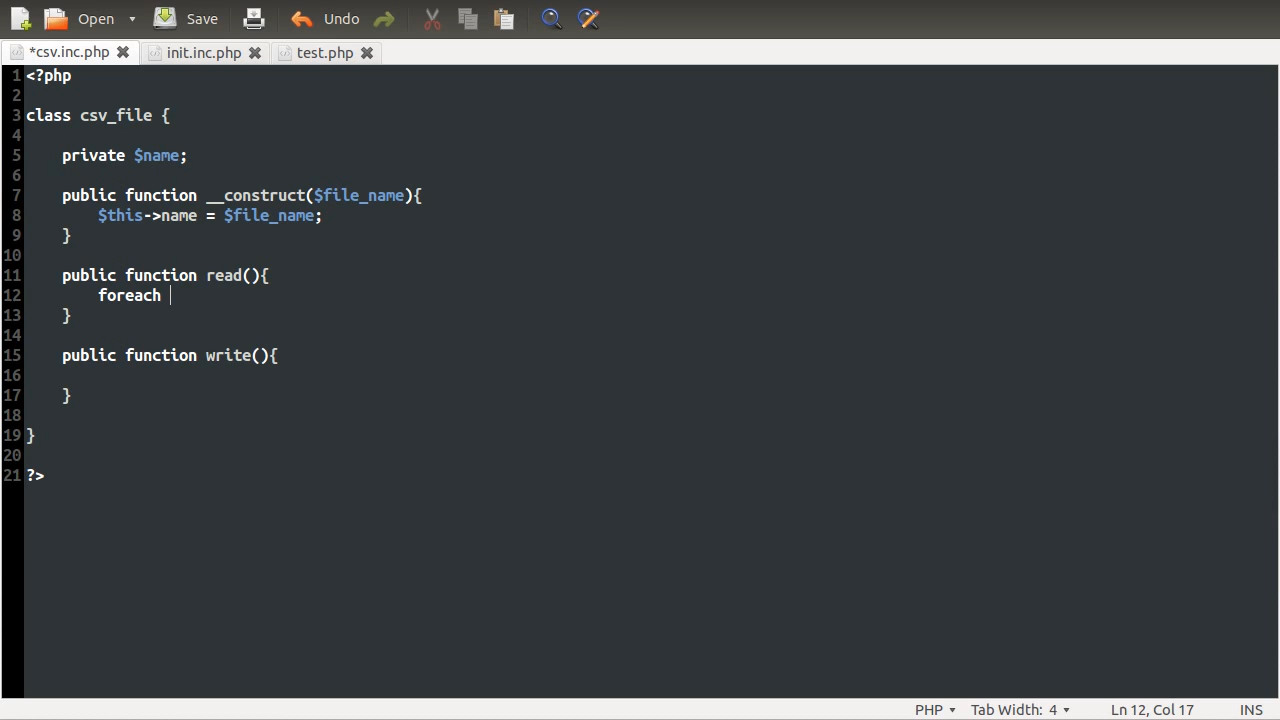 Open Save Undo
*csv.inc.php init.inc.php test.php
1 <?php
2
3 class csv_file {
4
5     private $name;
6
7     public function __construct($file_name){
8         $this->name = $file_name;
9     }
10
11     public function read(){
12         foreach
13     }
14
15     public function write(){
16
17     }
18
19 }
20
21 ?>
PHP Tab Width: 4 Ln 12, Col 17 INS